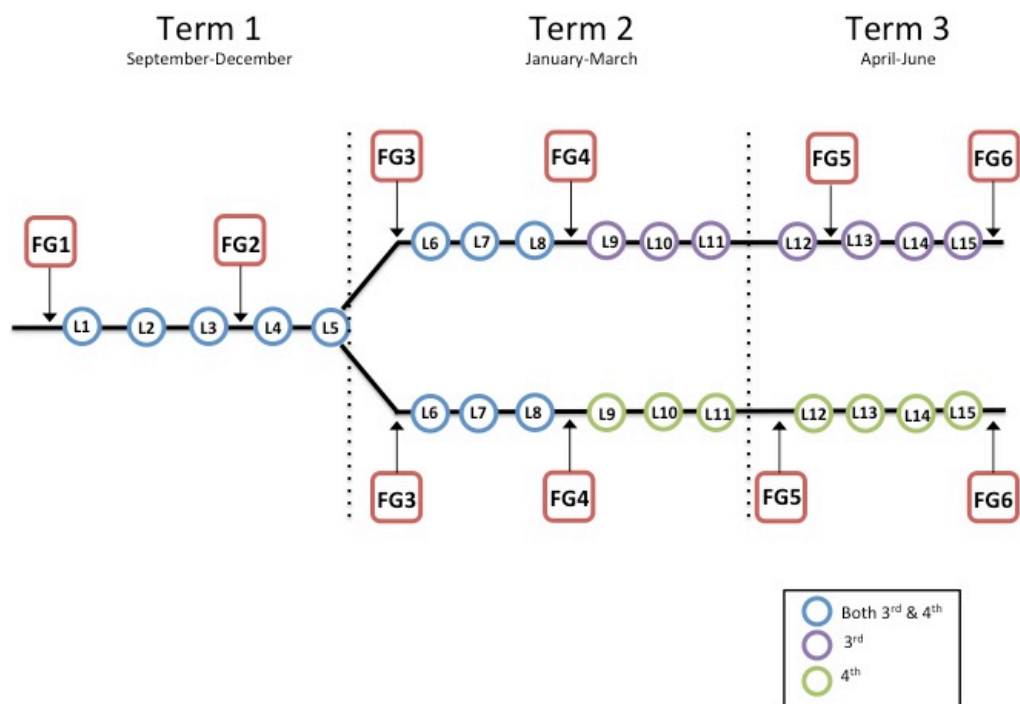 Term 1
September-December
Term 2
January-March
Term 3
April-June
FG3
FG4
FG5
FG6
FG1
FG2
L6
L7
L8
L9
L10
L11
L12
L13
L14
L15
L1
L2
L3
L4
L5
L6
L7
L8
L9
L10
L11
L12
L13
L14
L15
FG3
FG4
FG5
FG6
Both 3rd & 4th
3rd
4th